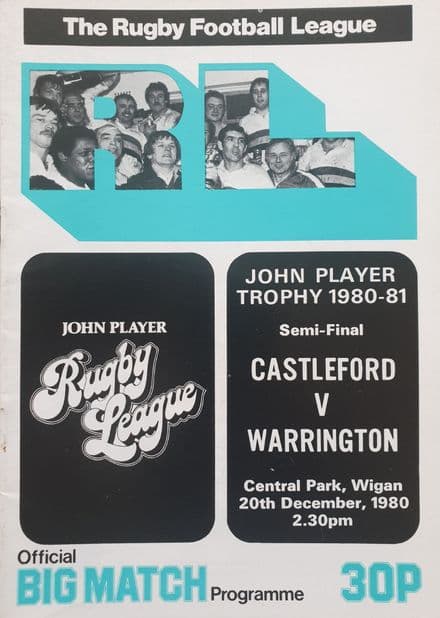 The Rugby Football League
RL
JOHN PLAYER
Rugby
League
JOHN PLAYER
TROPHY 1980-81
Semi-Final
CASTLEFORD
V
WARRINGTON
Central Park, Wigan
20th December, 1980
2.30pm
Official
BIG MATCH Programme 30P